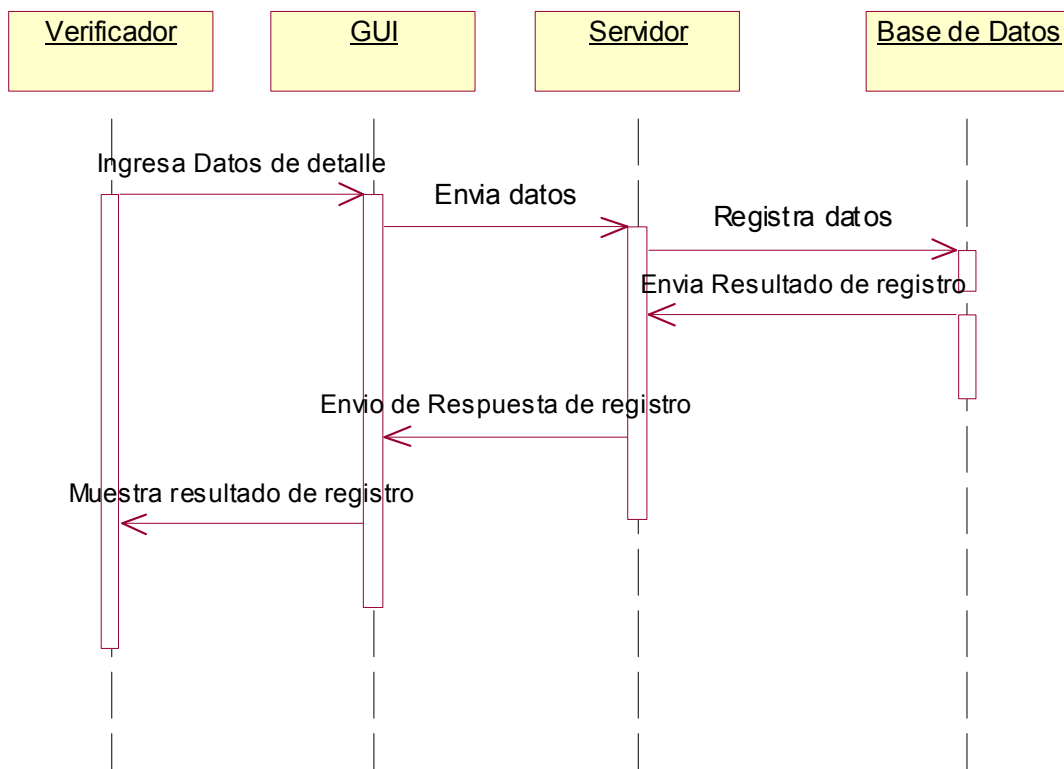 Verificador
GUI
Servidor
Base de Datos
Ingresa Datos de detalle
Envia datos
Registra datos
Envia Resultado de registro
Envio de Respuesta de registro
Muestra resultado de registro